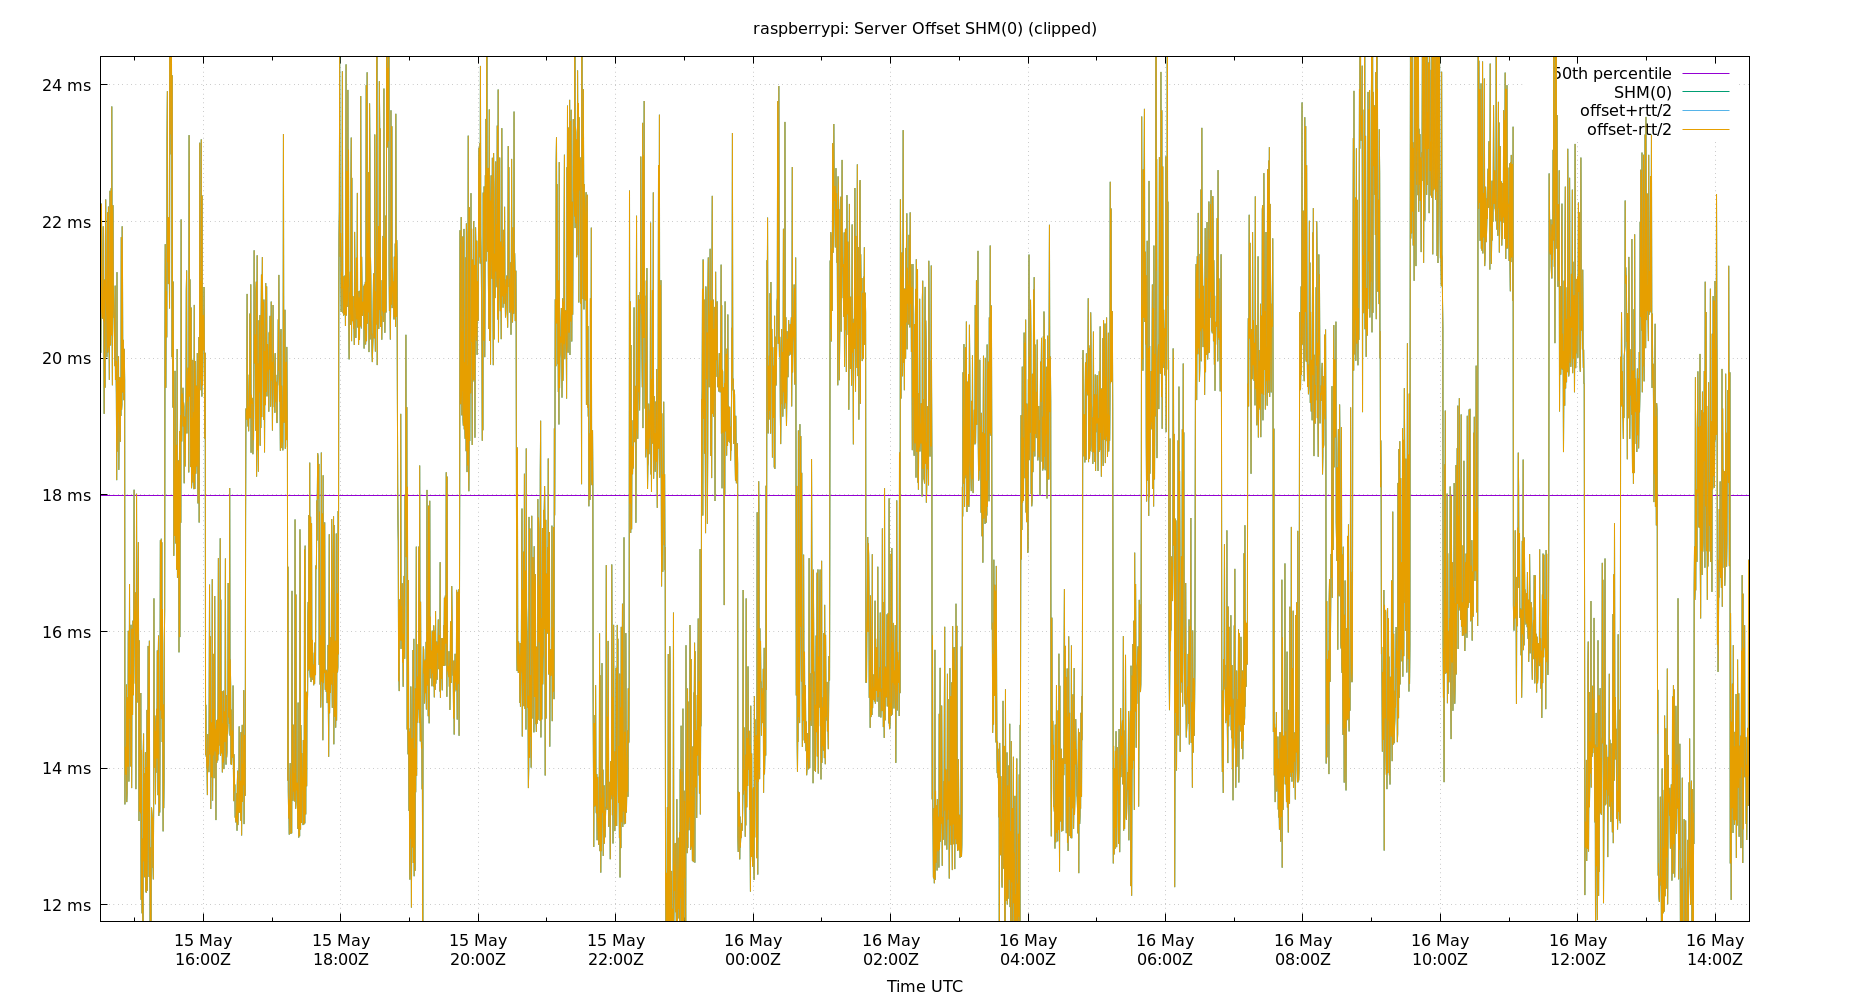 raspberrypi: Server Offset SHM(0) (clipped)
24 ms
22 ms
20 ms
18 ms
16 ms
14 ms
12 ms
50th percentile
SHM(0)
offset+rtt/2
offset-rtt/2
15 May 15 May 15 May 15 May 16 May 16 May 16 May 16 May 16 May 16 May 16 May 16 May
16:00Z 18:00Z 20:00Z 22:00Z 00:00Z 02:00Z 04:00Z 06:00Z 08:00Z 10:00Z 12:00Z 14:00Z
Time UTC